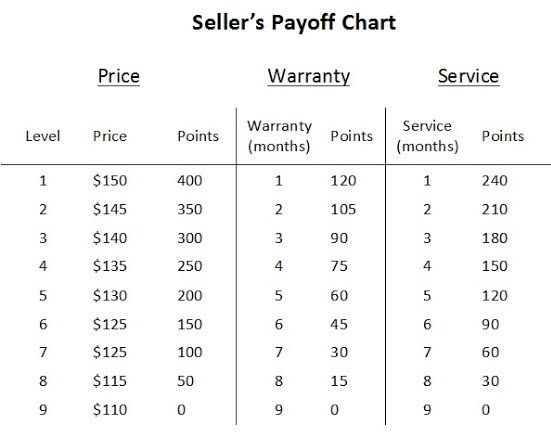 Seller's Payoff Chart
Price Warranty Service
Level Price Points Warranty (months) Points Service (months) Points
1 $150 400 1 120 1 240
2 $145 350 2 105 2 210
3 $140 300 3 90 3 180
4 $135 250 4 75 4 150
5 $130 200 5 60 5 120
6 $125 150 6 45 6 90
7 $125 100 7 30 7 60
8 $115 50 8 15 8 30
9 $110 0 9 0 9 0